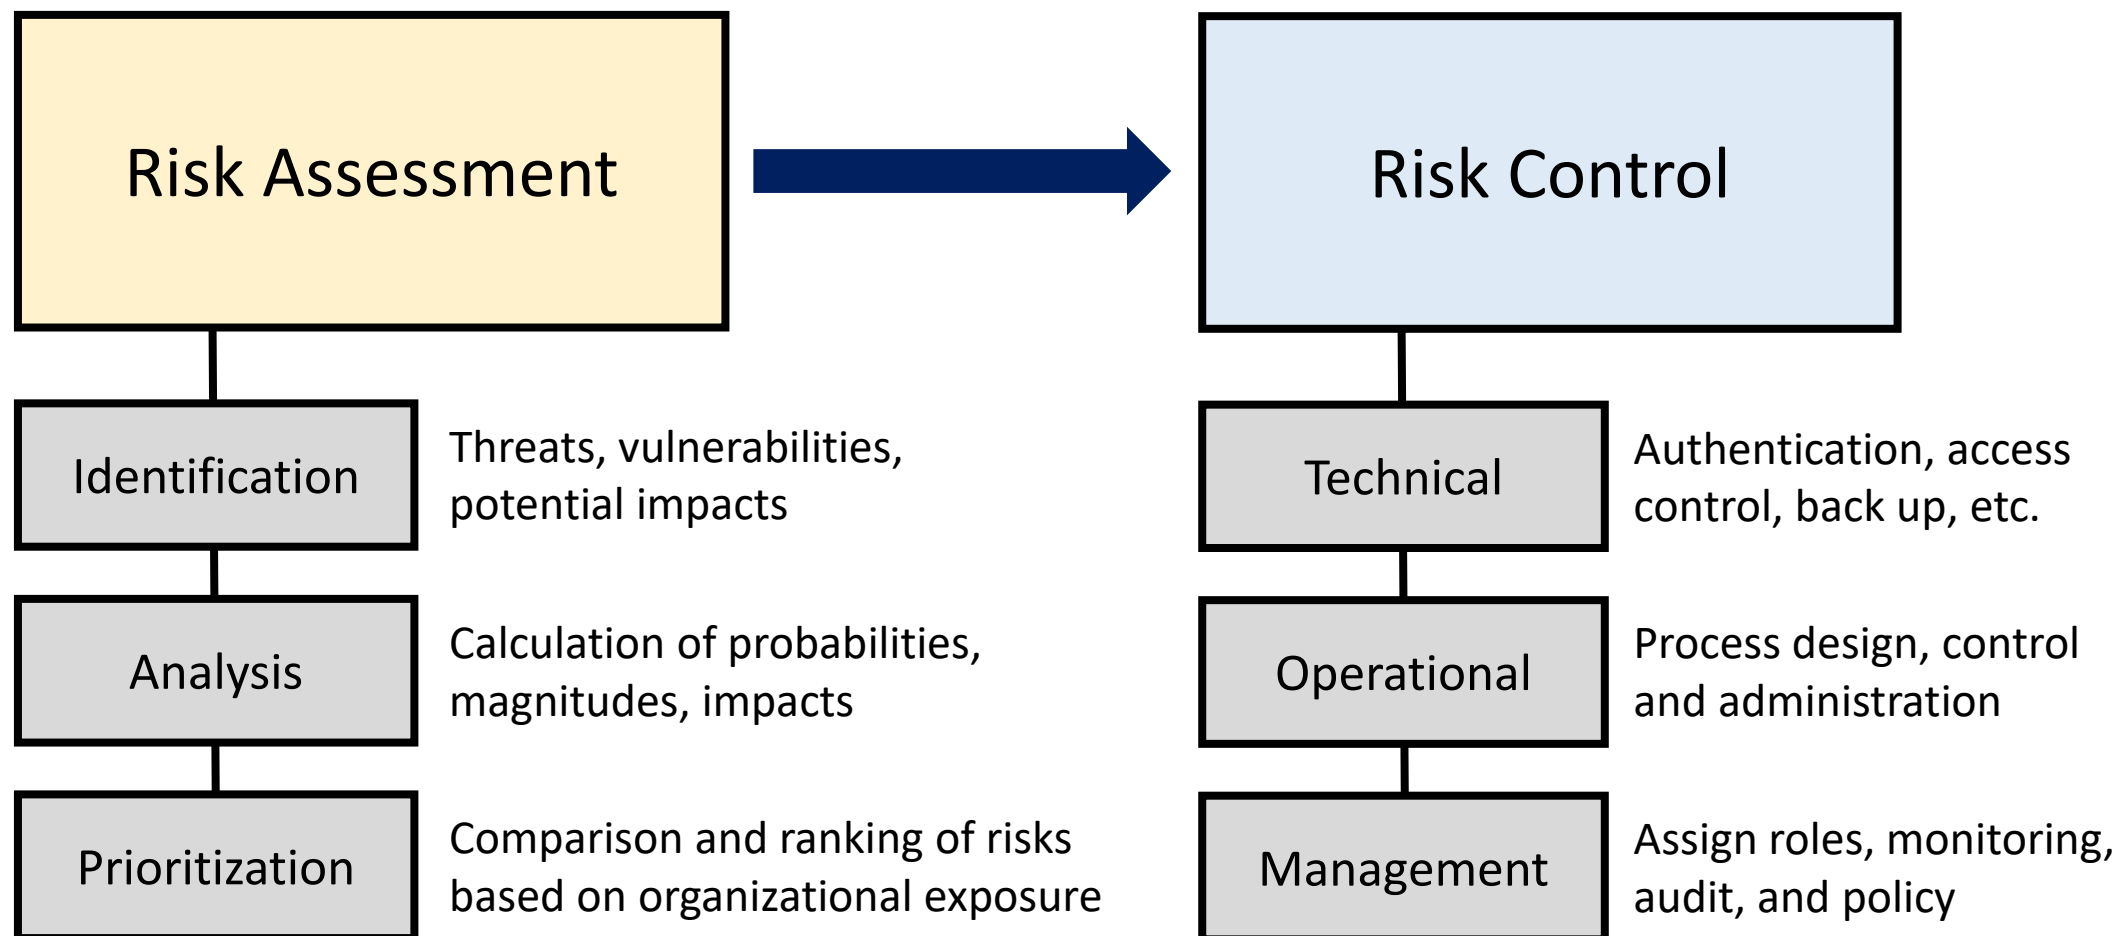 Risk Assessment
Risk Control
Identification
Threats, vulnerabilities,
potential impacts
Analysis
Calculation of probabilities,
magnitudes, impacts
Prioritization
Comparison and ranking of risks
based on organizational exposure
Technical
Authentication, access
control, back up, etc.
Operational
Process design, control
and administration
Management
Assign roles, monitoring,
audit, and policy